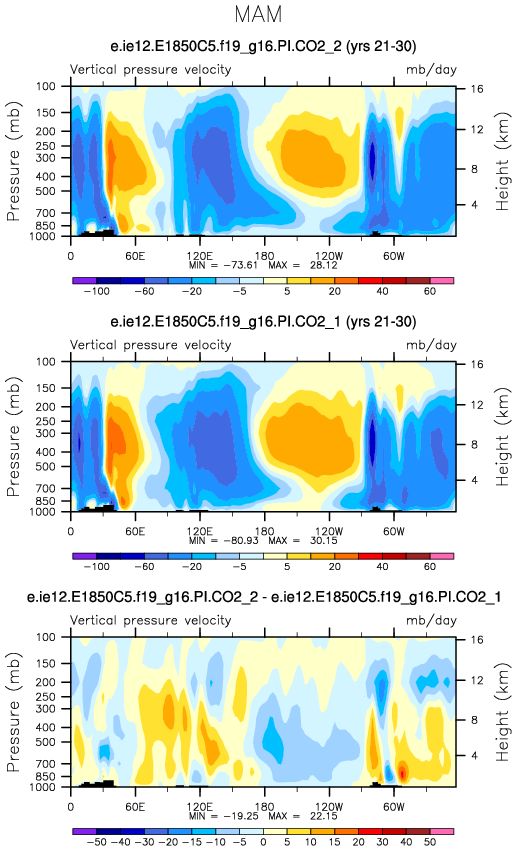 MAM
e.ie12.E1850C5.f19_g16.PI.CO2_2 (yrs 21-30)
Vertical pressure velocity mb/day
Pressure (mb)
100
150
200
250
300
400
500
700
850
1000
16
12
8
4
Height (km)
0 60E 120E 180 120W 60W
MIN = -73.61 MAX = 28.12
-100 -60 -20 -5 5 20 30 40 60
e.ie12.E1850C5.f19_g16.PI.CO2_1 (yrs 21-30)
Vertical pressure velocity mb/day
Pressure (mb)
100
150
200
250
300
400
500
700
850
1000
16
12
8
4
Height (km)
0 60E 120E 180 120W 60W
MIN = -80.93 MAX = 30.15
-100 -60 -20 -5 5 20 30 40 60
e.ie12.E1850C5.f19_g16.PI.CO2_2 - e.ie12.E1850C5.f19_g16.PI.CO2_1
Vertical pressure velocity mb/day
Pressure (mb)
100
150
200
250
300
400
500
700
850
1000
16
12
8
4
Height (km)
0 60E 120E 180 120W 60W
MIN = -19.25 MAX = 22.15
-50 -40 -30 -20 -15 -10 -5 0 5 10 15 20 30 40 50